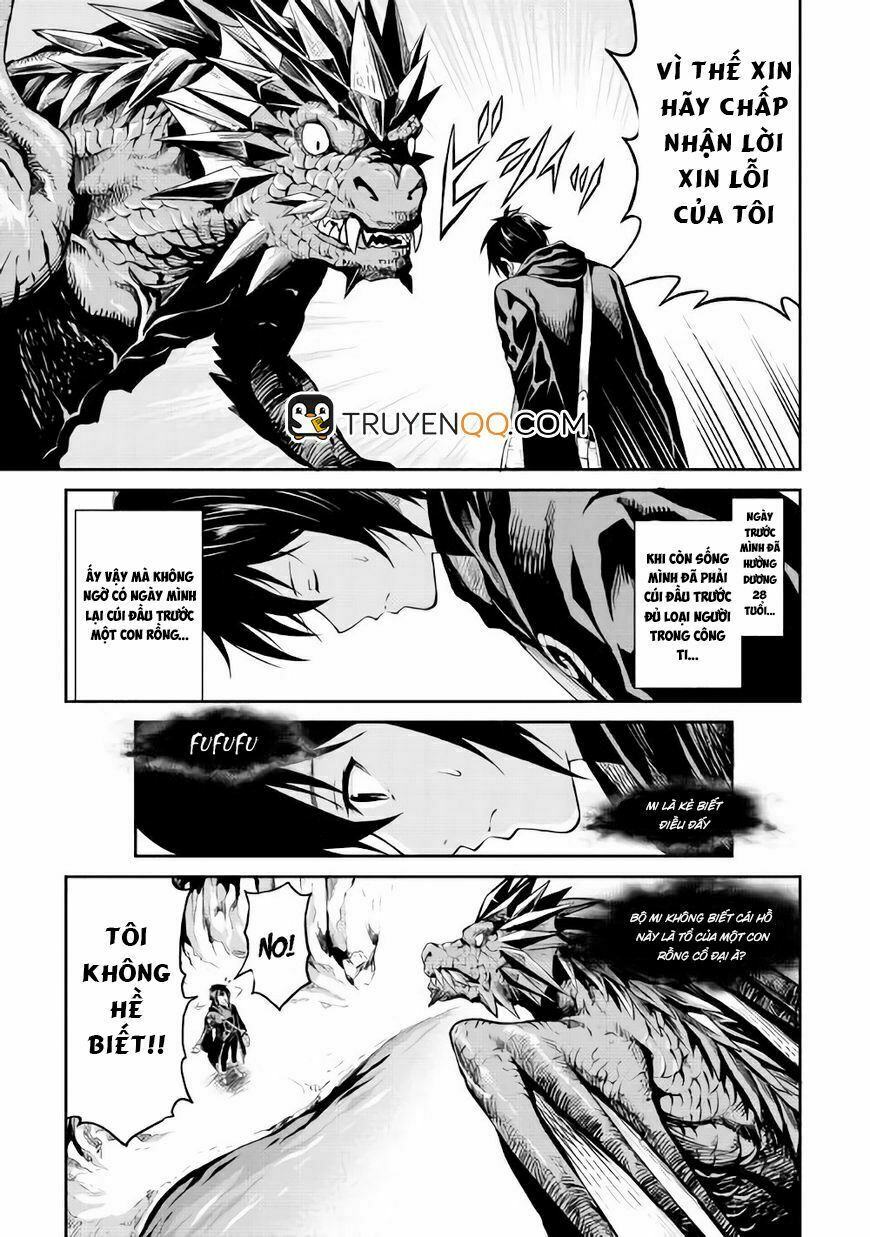 VÌ THẾ XIN
HÃY CHẤP
NHẬN LỜI
XIN LỖI
CỦA TÔI
TRUYENQQ.COM
NGÀY
TRƯỚC
MÌNH ĐÃ
HƯỜNG
DƯƠNG
28
TUỔI...
KHI CÒN SỐNG
MÌNH ĐÃ PHẢI
CÚI ĐẦU TRƯỚC
ĐỦ LOẠI NGƯỜI
TRONG CÔNG
TI...
ẤY VẬY MÀ KHÔNG
NGỜ CÓ NGÀY MÌNH
LẠI CÚI ĐẦU TRƯỚC
MỘT CON RỒNG...
FUFUFU
MI LÀ KẺ BIẾT
ĐIỀU ĐẤY
BỘ MI KHÔNG BIẾT CÁI HỒ
NÀY LÀ TỔ CỦA MỘT CON
RỒNG CỔ ĐẠI À?
NO!
TÔI
KHÔNG
HỀ
BIẾT!!